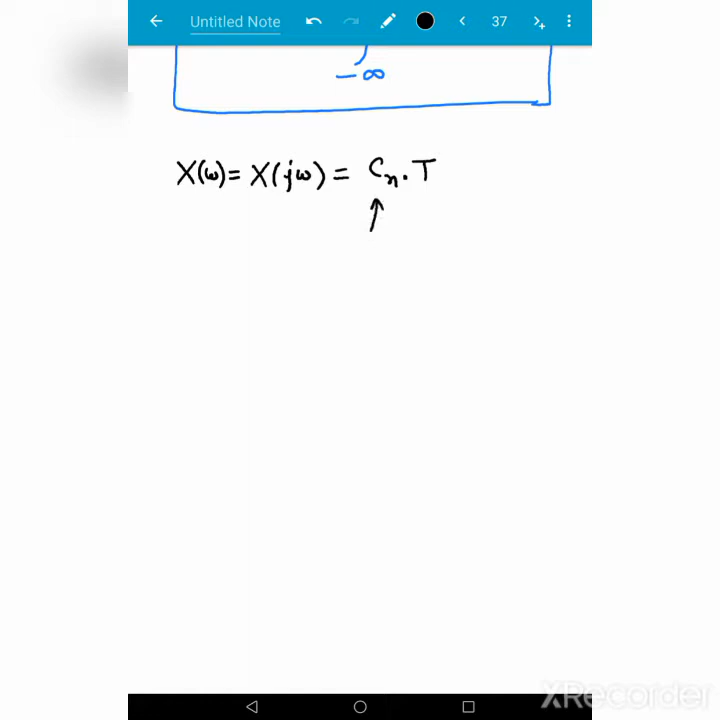 Untitled Note
37
− ∞
X(ω) = X(jω) = Cn . T
XRecorder